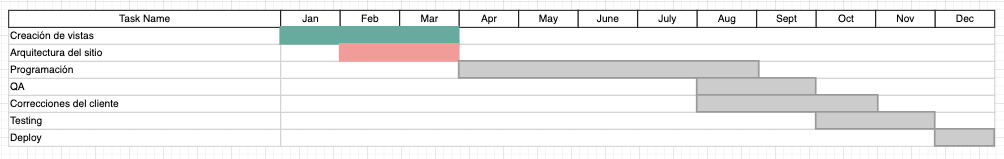 Task Name Jan Feb Mar Apr May June July Aug Sept Oct Nov Dec
Creación de vistas
Arquitectura del sitio
Programación
QA
Correcciones del cliente
Testing
Deploy